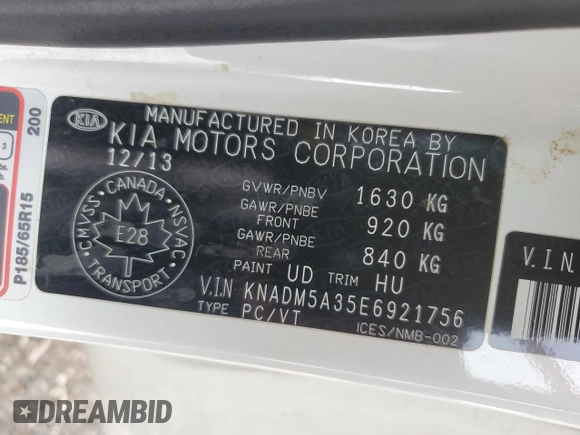 ENT
3
200
P185/65R15
KIA
MANUFACTURED IN KOREA BY
KIA MOTORS CORPORATION
12/13
CMVSS · CANADA · NSVAC
E28
TRANSPORT
GVWR/PNBV 1630 KG
GAWR/PNBE FRONT 920 KG
GAWR/PNBE REAR 840 KG
PAINT UD TRIM HU
V.I.N KNADM5A35E6921756
TYPE PC/VT
ICES/NMB-002
V.I.N
DREAMBID